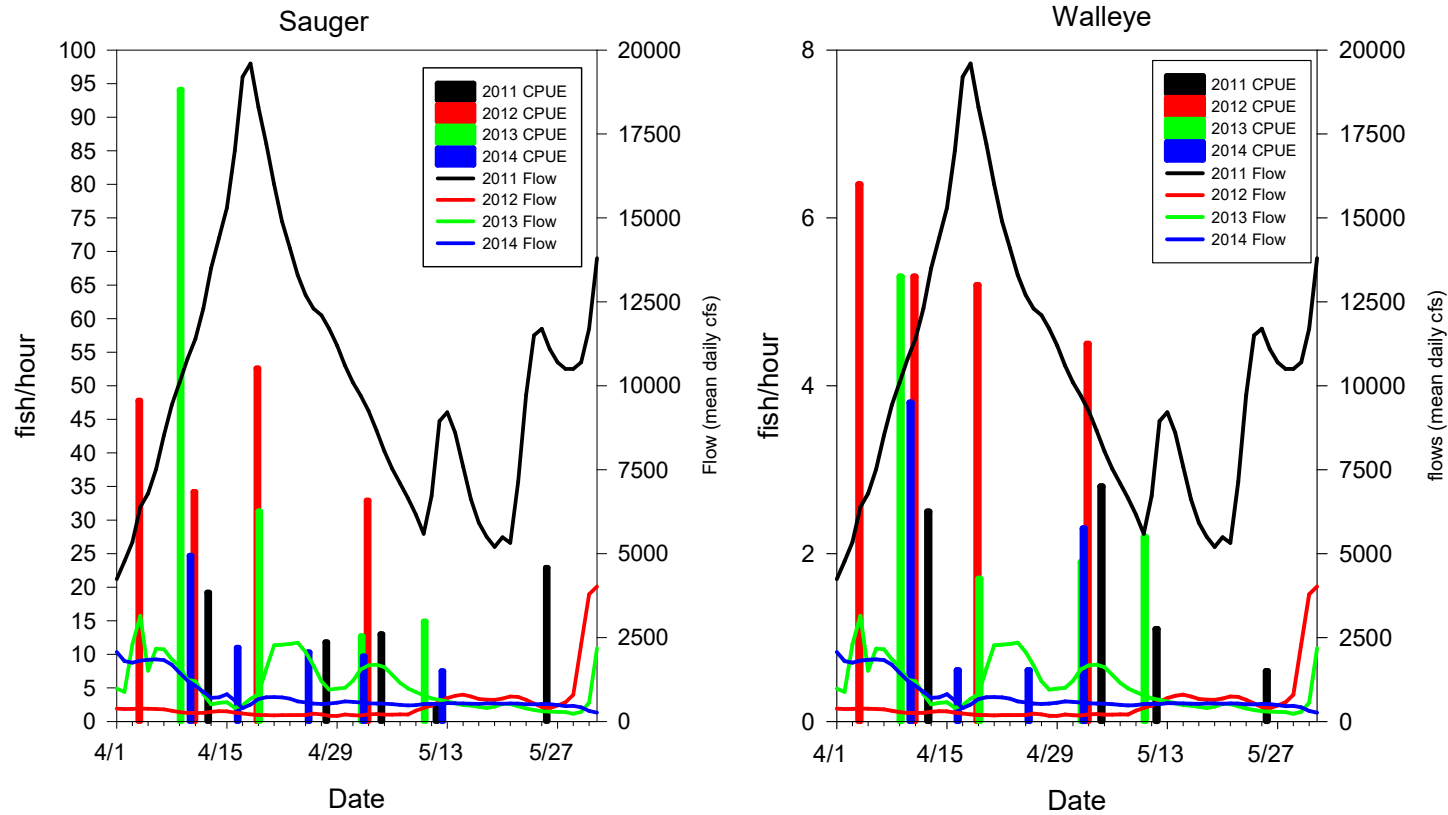 Sauger
100
95
90
85
80
75
70
65
60
55
50
45
40
35
30
25
20
15
10
5
0
fish/hour
2011 CPUE
2012 CPUE
2013 CPUE
2014 CPUE
2011 Flow
2012 Flow
2013 Flow
2014 Flow
20000
17500
15000
12500
10000
7500
5000
2500
0
Flow (mean daily cfs)
4/1 4/15 4/29 5/13 5/27
Date
Walleye
8
6
4
2
0
fish/hour
2011 CPUE
2012 CPUE
2013 CPUE
2014 CPUE
2011 Flow
2012 Flow
2013 Flow
2014 Flow
20000
17500
15000
12500
10000
7500
5000
2500
0
flows (mean daily cfs)
4/1 4/15 4/29 5/13 5/27
Date